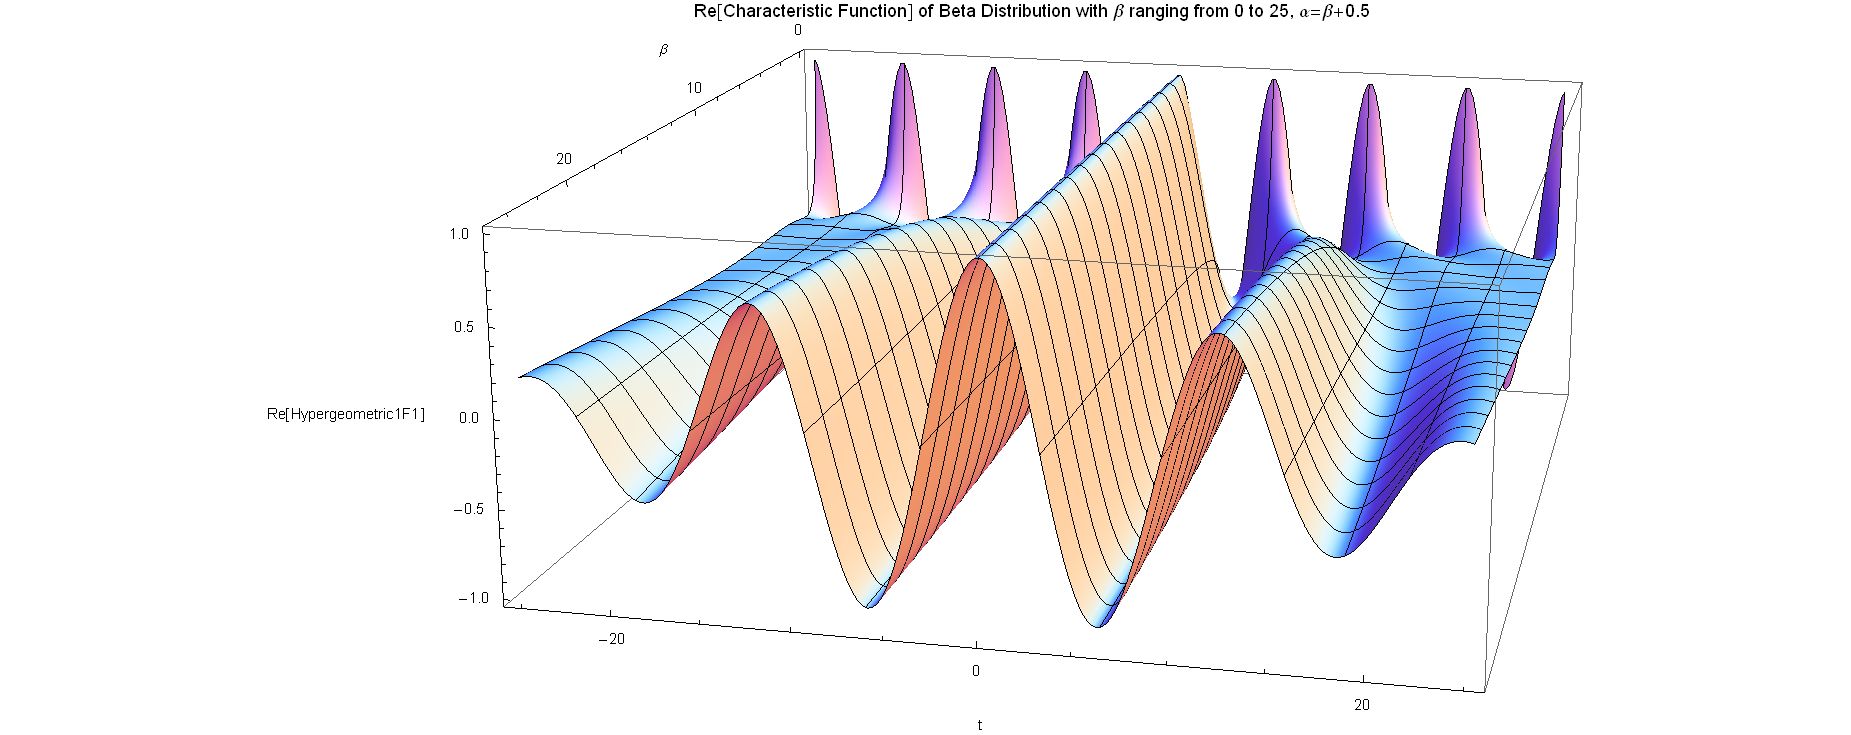 Re[Characteristic Function] of Beta Distribution with β ranging from 0 to 25, α=β+0.5
0
β
10
20
1.0
0.5
Re[Hypergeometric1F1]
0.0
−0.5
−1.0
−20
0
20
t